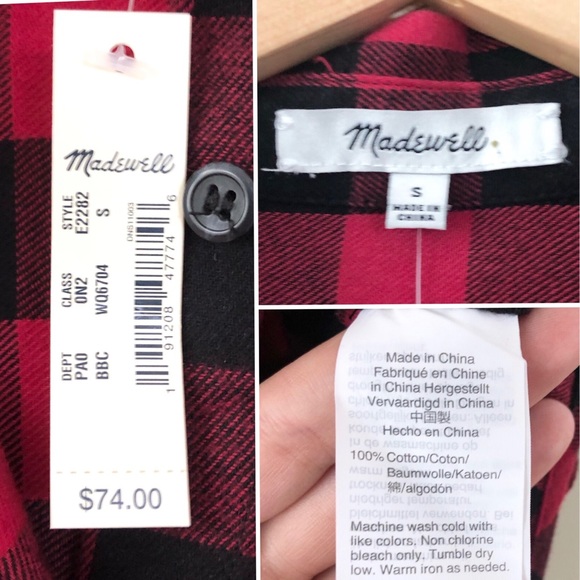 Madewell
STYLE CLASS DEPT
E2282 0N2 PA0
S WQ6704 BBC
DNS11003
1 91208 47774 6
$74.00
Madewell
S
MADE IN
CHINA
Made in China
Fabriqué en Chine
in China Hergestellt
Vervaardigd in China
中国製
Hecho en China
100% Cotton/Coton/
Baumwolle/Katoen/
綿/algodón
Machine wash cold with
like colors. Non chlorine
bleach only. Tumble dry
low. Warm iron as needed.